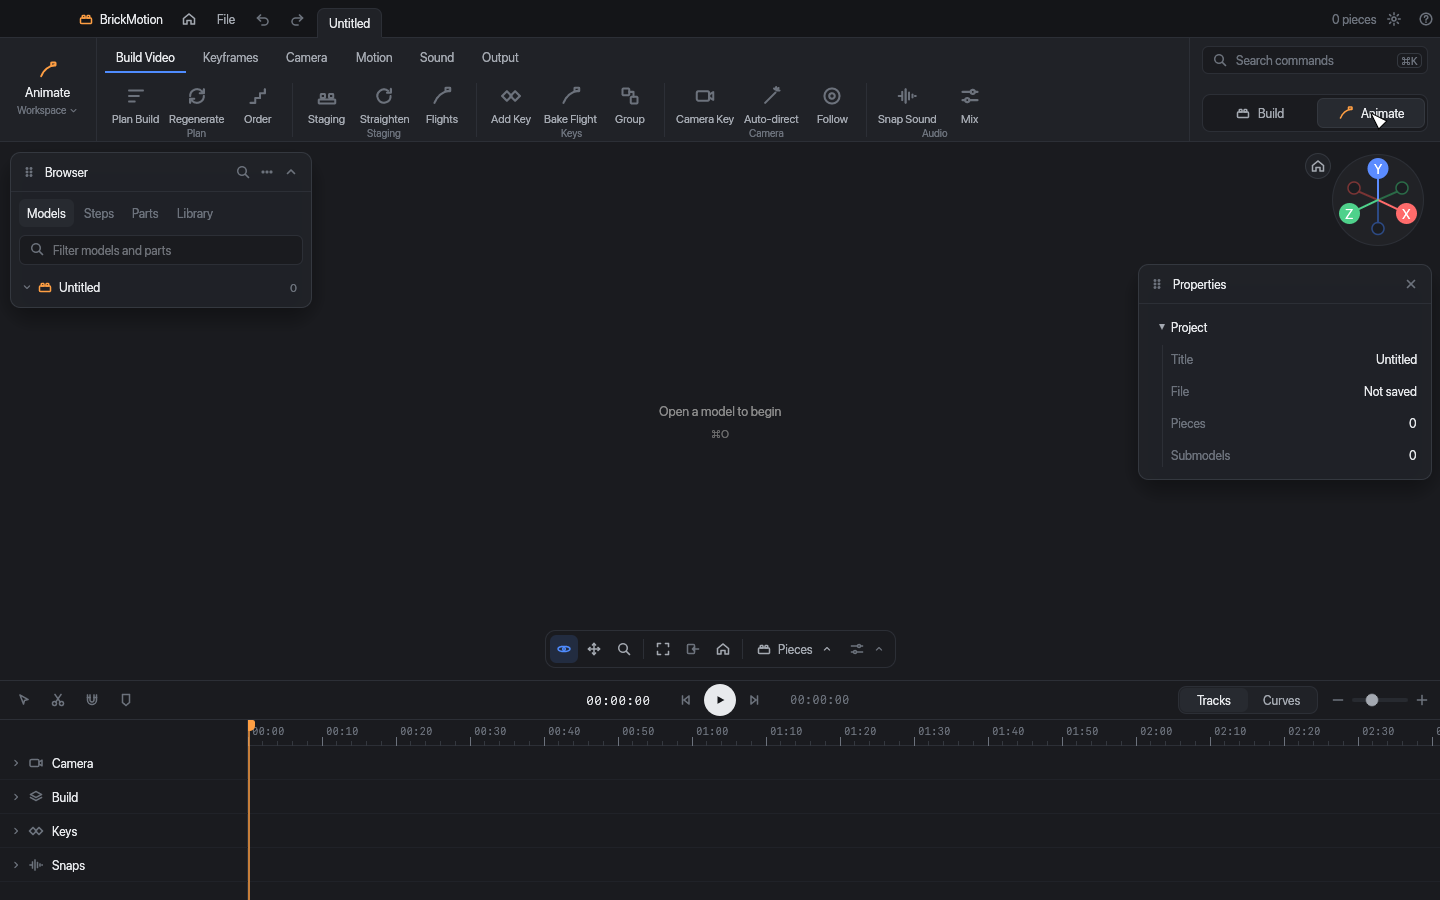 BrickMotion File Untitled 0 pieces
Build Video Keyframes Camera Motion Sound Output
Search commands ⌘K
Animate
Workspace
Plan Build Regenerate Order Staging Straighten Flights Add Key Bake Flight Group Camera Key Auto-direct Follow Snap Sound Mix
Plan Staging Keys Camera Audio
Build Animate
Browser
Models Steps Parts Library
Filter models and parts
Untitled 0
Y
Z X
Properties
Project
Title Untitled
File Not saved
Pieces 0
Submodels 0
Open a model to begin
⌘O
Pieces
00:00:00 00:00:00
Tracks Curves
00:00 00:10 00:20 00:30 00:40 00:50 01:00 01:10 01:20 01:30 01:40 01:50 02:00 02:10 02:20 02:30
Camera
Build
Keys
Snaps